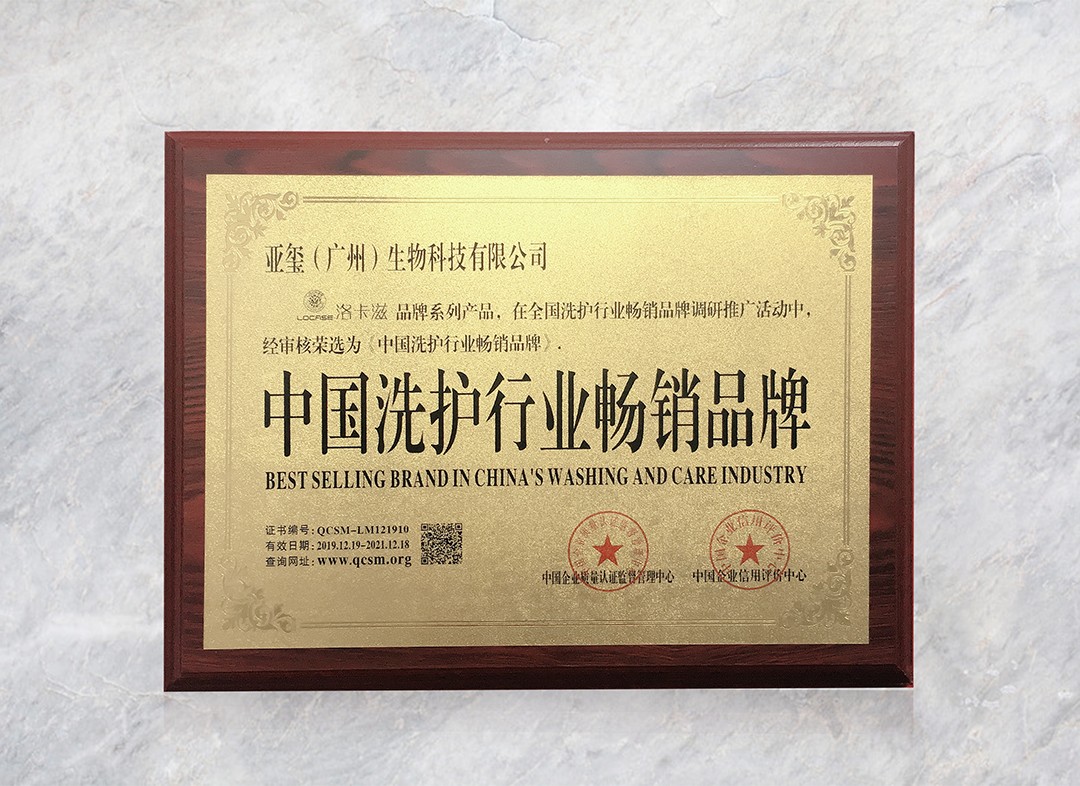 亚玺（广州）生物科技有限公司
LOCASE 洛卡滋 品牌系列产品，在全国洗护行业畅销品牌调研推广活动中，
经审核荣选为《中国洗护行业畅销品牌》.
中国洗护行业畅销品牌
BEST SELLING BRAND IN CHINA'S WASHING AND CARE INDUSTRY
证书编号：QCSM-LM121910
有效日期：2019.12.19-2021.12.18
查询网址：www.qcsm.org
中国企业质量认证监督管理中心
中国企业信用评价中心